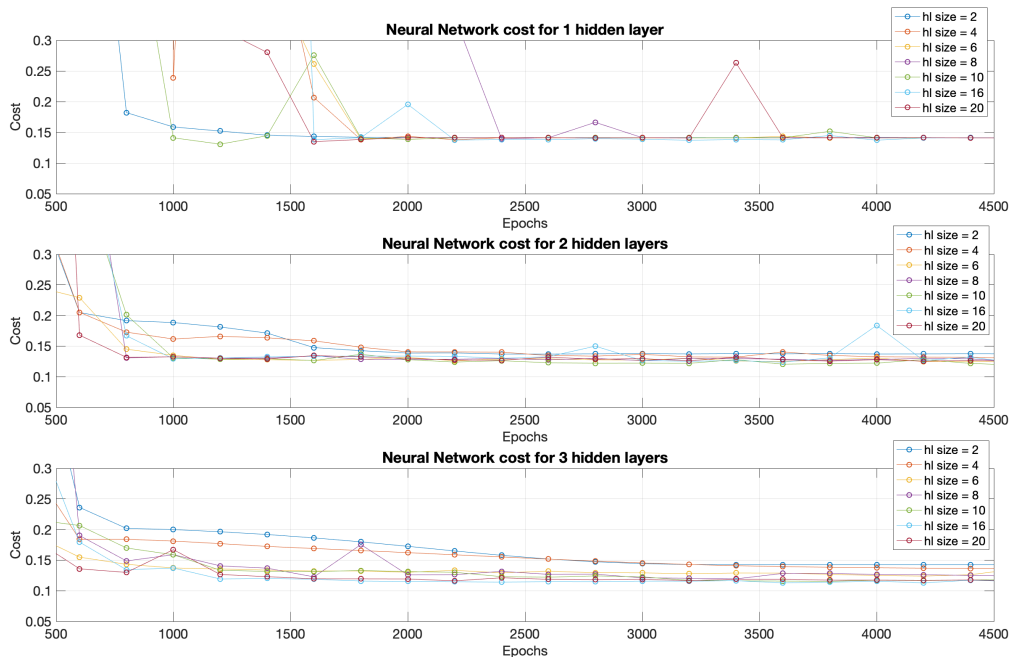 Neural Network cost for 1 hidden layer
hl size = 2
hl size = 4
hl size = 6
hl size = 8
hl size = 10
hl size = 16
hl size = 20
0.3
0.25
0.2
0.15
0.1
0.05
Cost
500 1000 1500 2000 2500 3000 3500 4000 4500
Epochs
Neural Network cost for 2 hidden layers
hl size = 2
hl size = 4
hl size = 6
hl size = 8
hl size = 10
hl size = 16
hl size = 20
0.3
0.25
0.2
0.15
0.1
0.05
Cost
500 1000 1500 2000 2500 3000 3500 4000 4500
Epochs
Neural Network cost for 3 hidden layers
hl size = 2
hl size = 4
hl size = 6
hl size = 8
hl size = 10
hl size = 16
hl size = 20
0.3
0.25
0.2
0.15
0.1
0.05
Cost
500 1000 1500 2000 2500 3000 3500 4000 4500
Epochs